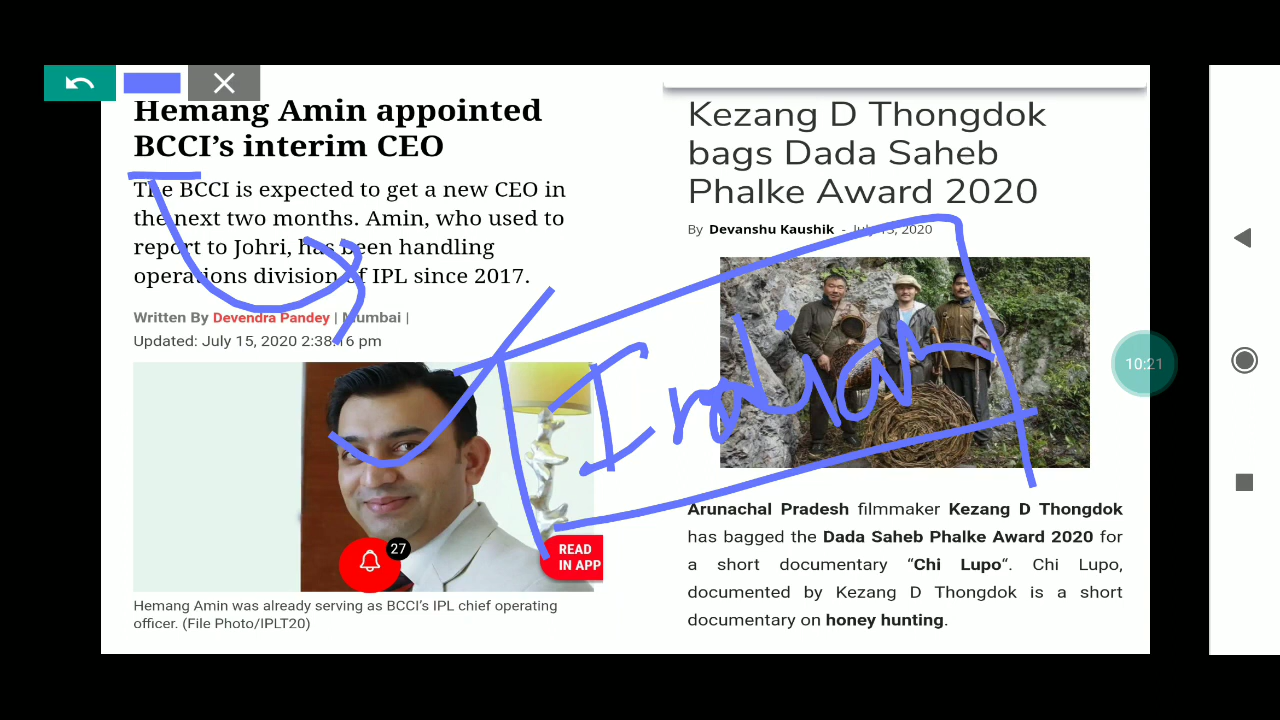 Hemang Amin appointed
BCCI's interim CEO
The BCCI is expected to get a new CEO in
the next two months. Amin, who used to
report to Johri, has been handling
operations division of IPL since 2017.
Written By Devendra Pandey | Mumbai |
Updated: July 15, 2020 2:38:16 pm
27
READ
IN APP
Hemang Amin was already serving as BCCI's IPL chief operating
officer. (File Photo/IPLT20)
Kezang D Thongdok
bags Dada Saheb
Phalke Award 2020
By Devanshu Kaushik - July 15, 2020
Indian
Arunachal Pradesh filmmaker Kezang D Thongdok
has bagged the Dada Saheb Phalke Award 2020 for
a short documentary “Chi Lupo“. Chi Lupo,
documented by Kezang D Thongdok is a short
documentary on honey hunting.
10:21